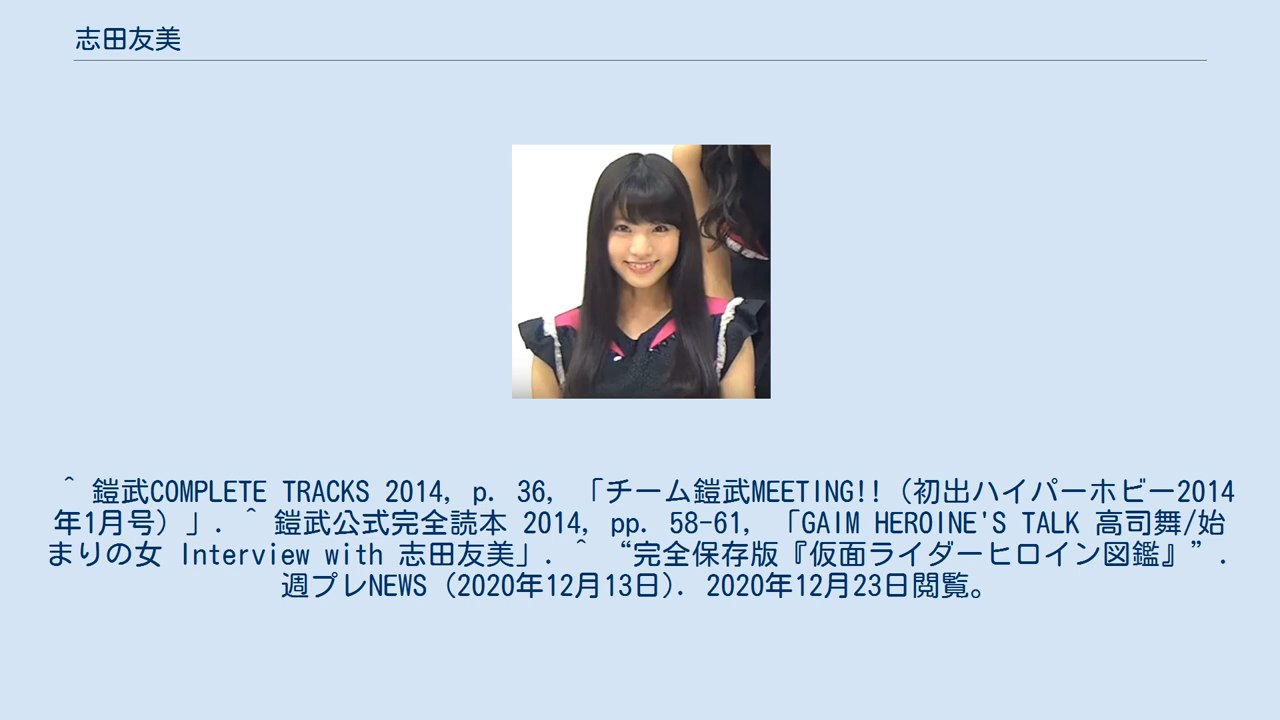 志田友美
^ 鎧武COMPLETE TRACKS 2014, p. 36, 「チーム鎧武MEETING!!（初出ハイパーホビー2014
年1月号）」. ^ 鎧武公式完全読本 2014, pp. 58-61, 「GAIM HEROINE'S TALK 高司舞/始
まりの女 Interview with 志田友美」. ^ “完全保存版『仮面ライダーヒロイン図鑑』”.
週プレNEWS (2020年12月13日). 2020年12月23日閲覧。